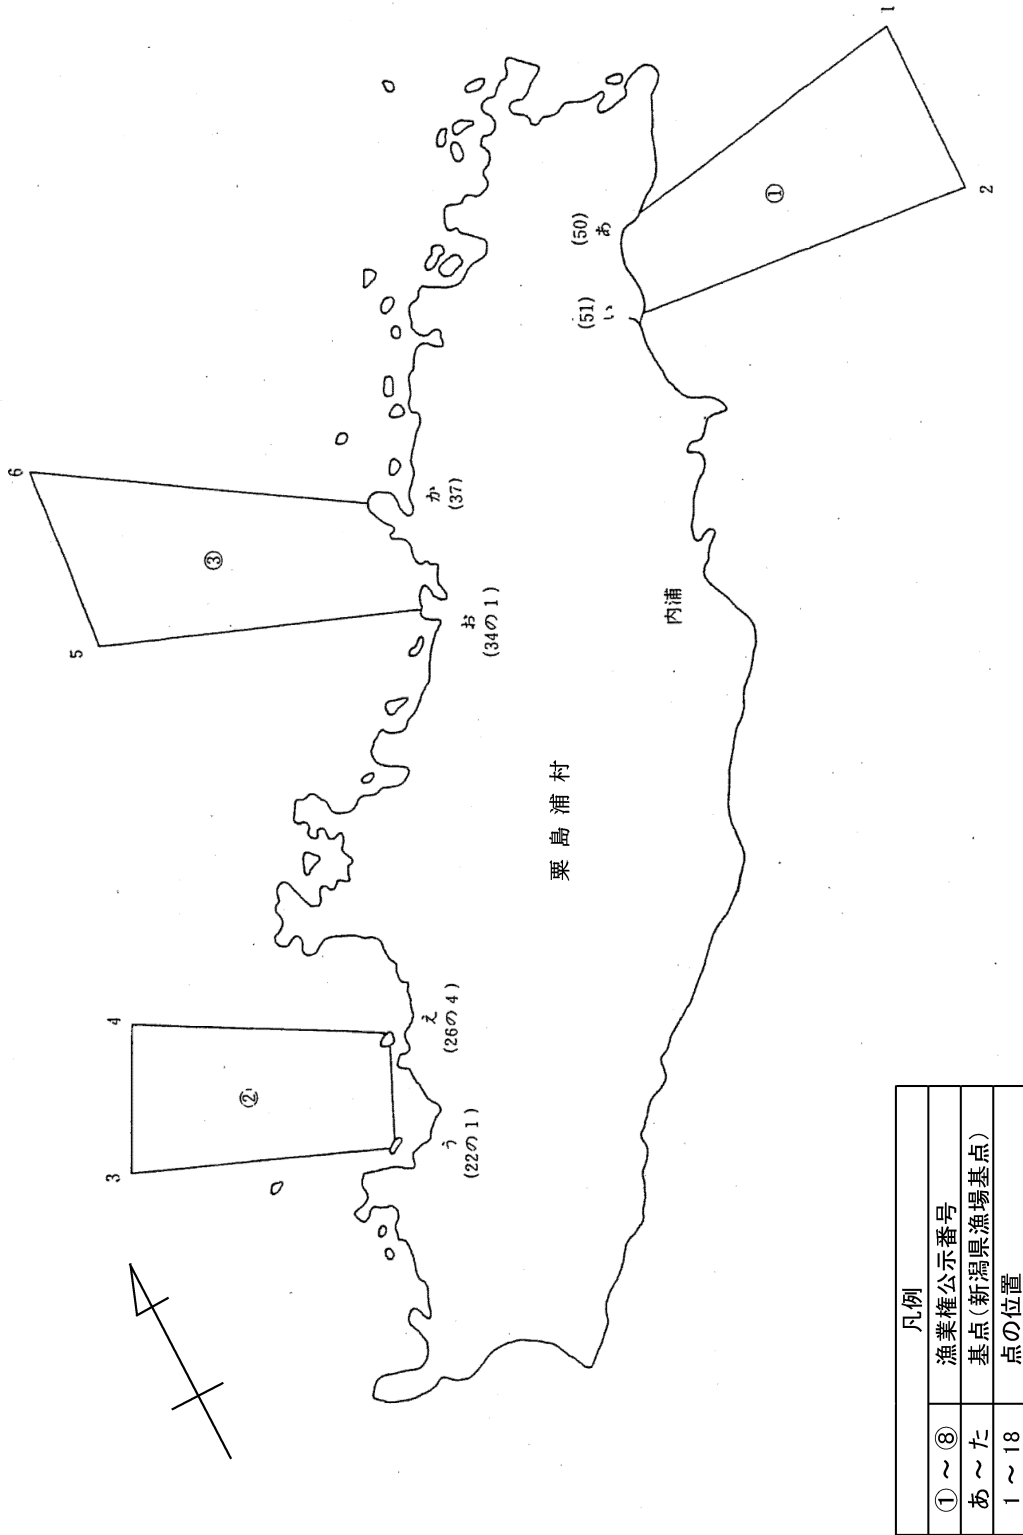 1
2
①
(50)
あ
(51)
い
6
5
③
か
(37)
お
(34の1)
内浦
粟島浦村
4
3
②
え
(26の4)
う
(22の1)
凡例
①～⑧ 漁業権公示番号
あ～た 基点(新潟県漁場基点)
1～18 点の位置